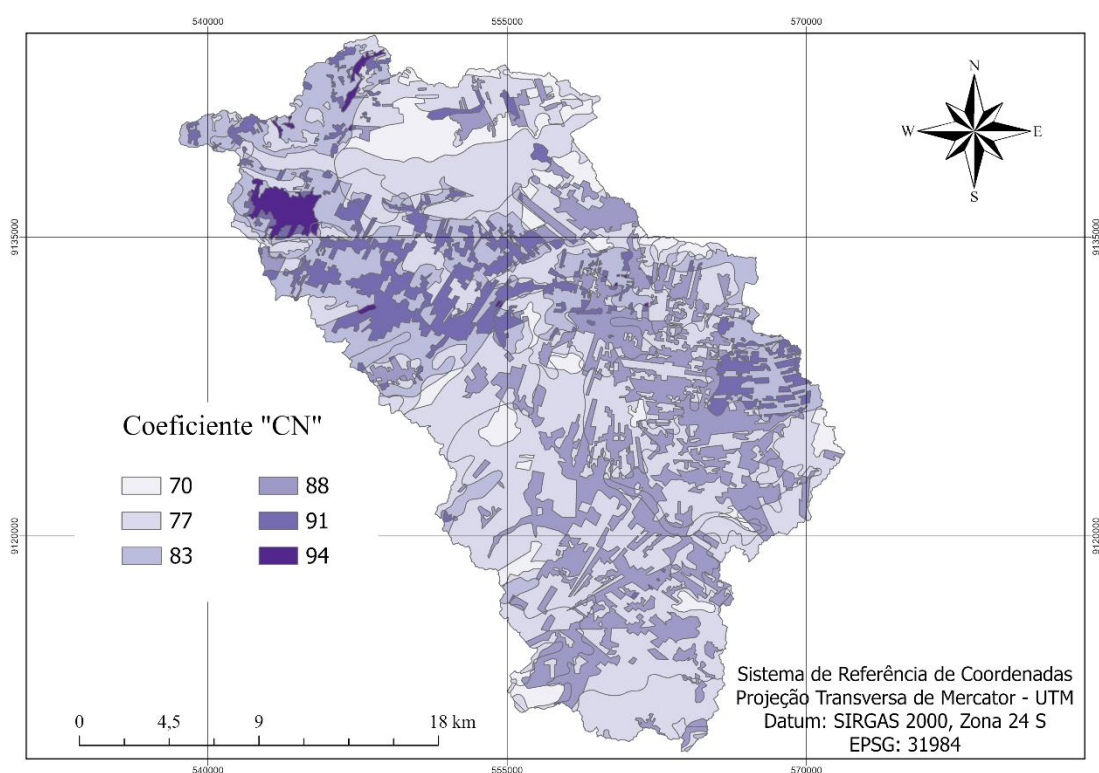 540000 555000 570000
N
W E
S
9135000 9135000
Coeficiente "CN"
70 88
77 91
83 94
9120000 9120000
Sistema de Referência de Coordenadas
Projeção Transversa de Mercator - UTM
Datum: SIRGAS 2000, Zona 24 S
EPSG: 31984
0 4,5 9 18 km
540000 555000 570000